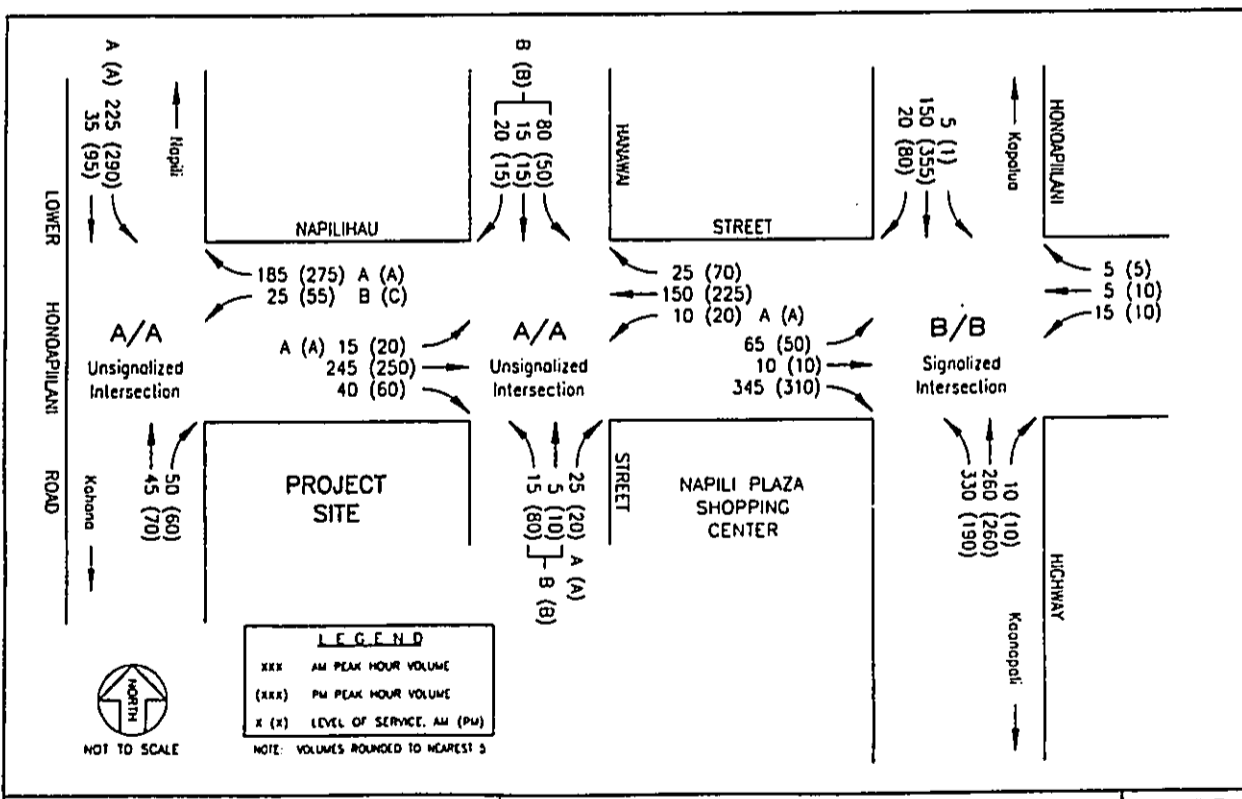 A (A) 225 (290)
35 (95)
Napili
LOWER
HONOAPIILANI
ROAD
Kahana
B (B)
80 (50)
15 (15)
20 (15)
HANAWAI
STREET
5 (1)
150 (355)
20 (80)
Kapalua
HONOAPIILANI
HIGHWAY
Kaanapali
NAPILIHAU
STREET
185 (275) A (A)
25 (55) B (C)
25 (70)
150 (225)
10 (20) A (A)
5 (5)
5 (10)
15 (10)
A/A
Unsignalized
Intersection
A (A) 15 (20)
245 (250)
40 (60)
A/A
Unsignalized
Intersection
65 (50)
10 (10)
345 (310)
B/B
Signalized
Intersection
50 (60)
45 (70)
PROJECT
SITE
25 (20) A (A)
5 (10)
15 (80)
B (B)
NAPILI PLAZA
SHOPPING
CENTER
10 (10)
260 (260)
330 (190)
LEGEND
XXX AM PEAK HOUR VOLUME
(XXX) PM PEAK HOUR VOLUME
X (X) LEVEL OF SERVICE, AM (PM)
NOTE: VOLUMES ROUNDED TO NEAREST 5
NORTH
NOT TO SCALE